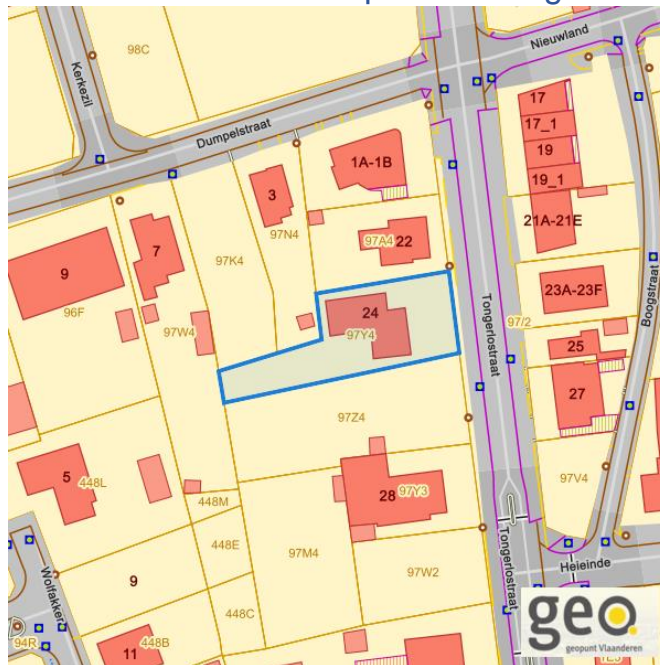 Nieuwland
98C
Kerkezil
Dumpelstraat
17
17_1
19
19_1
1A-1B
3
21A-21E
7
97N4
97A4
22
9
97K4
23A-23F
96F
24
97/2
Tongerlostraat
Boogstraat
97W4
97Y4
25
27
97Z4
5
448L
97V4
28
97Y3
448M
448E
97M4
Tongerlostraat
Heieinde
9
97W2
Wolfakker
448C
94R
11
448B
geo
geopunt Vlaanderen